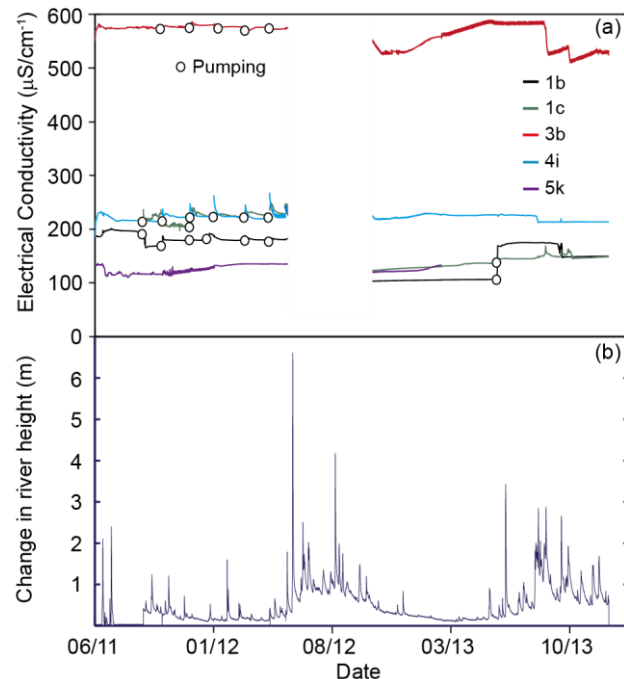 (a)
Electrical Conductivity (µS/cm⁻¹)
600
500
400
300
200
100
0
Pumping
1b
1c
3b
4i
5k
(b)
Change in river height (m)
6
5
4
3
2
1
06/11
01/12
08/12
03/13
10/13
Date